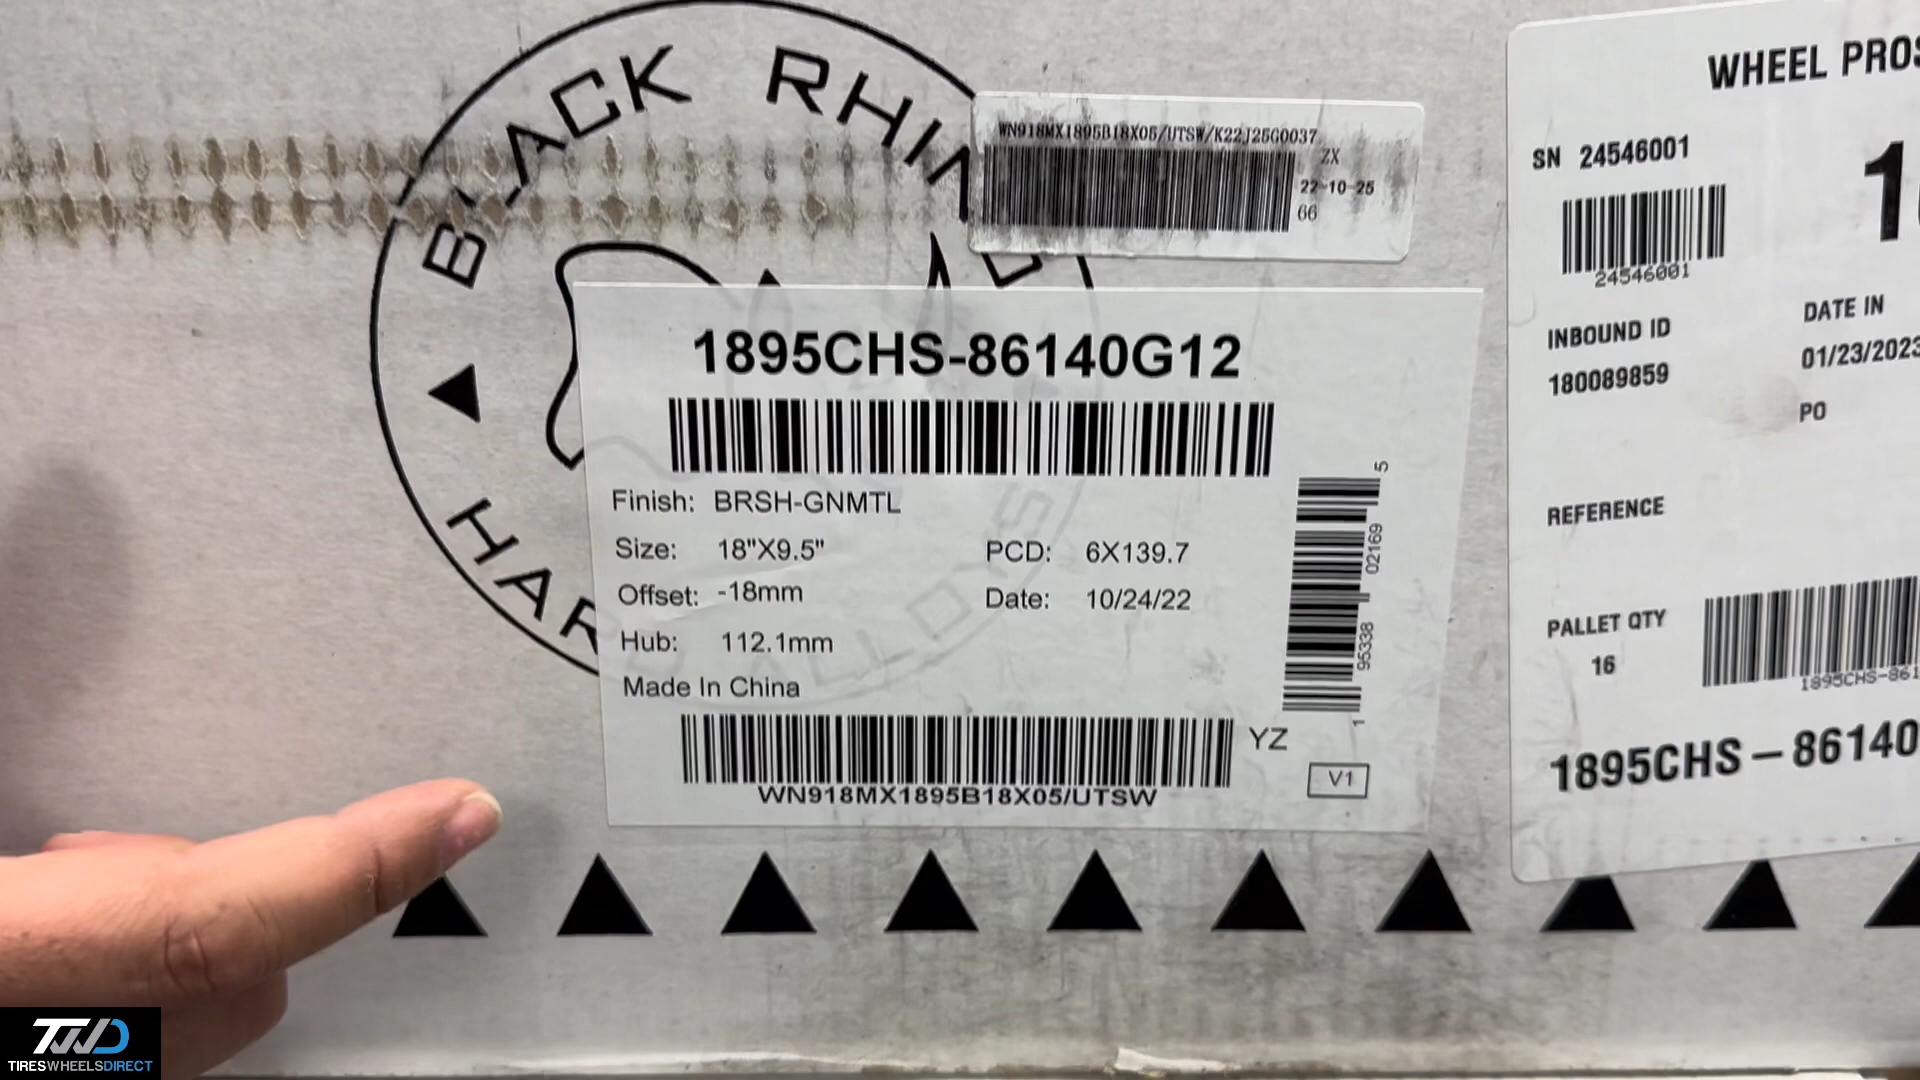 BLACK RHI
HAR
ALLOYS
WN918MX1895B18X05/UTSW/K22J25G0037
ZX
22-10-25
66
1895CHS-86140G12
Finish: BRSH-GNMTL
Size: 18"X9.5" PCD: 6X139.7
Offset: -18mm Date: 10/24/22
Hub: 112.1mm
Made In China
WN918MX1895B18X05/UTSW
YZ
V1
1 95338 02169 5
WHEEL PROS
SN 24546001
24546001
INBOUND ID
180089859
DATE IN
01/23/2023
PO
REFERENCE
PALLET QTY
16
1895CHS-861
1895CHS-86140
TWD
TIRESWHEELSDIRECT